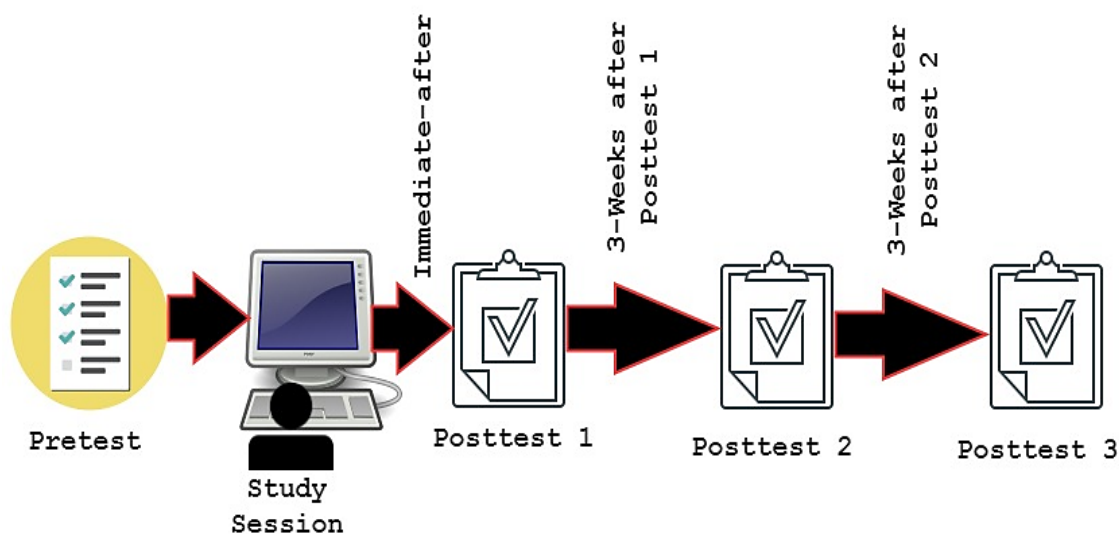 Immediate-after
3-Weeks after
Posttest 1
3-Weeks after
Posttest 2
Pretest
Study
Session
Posttest 1
Posttest 2
Posttest 3